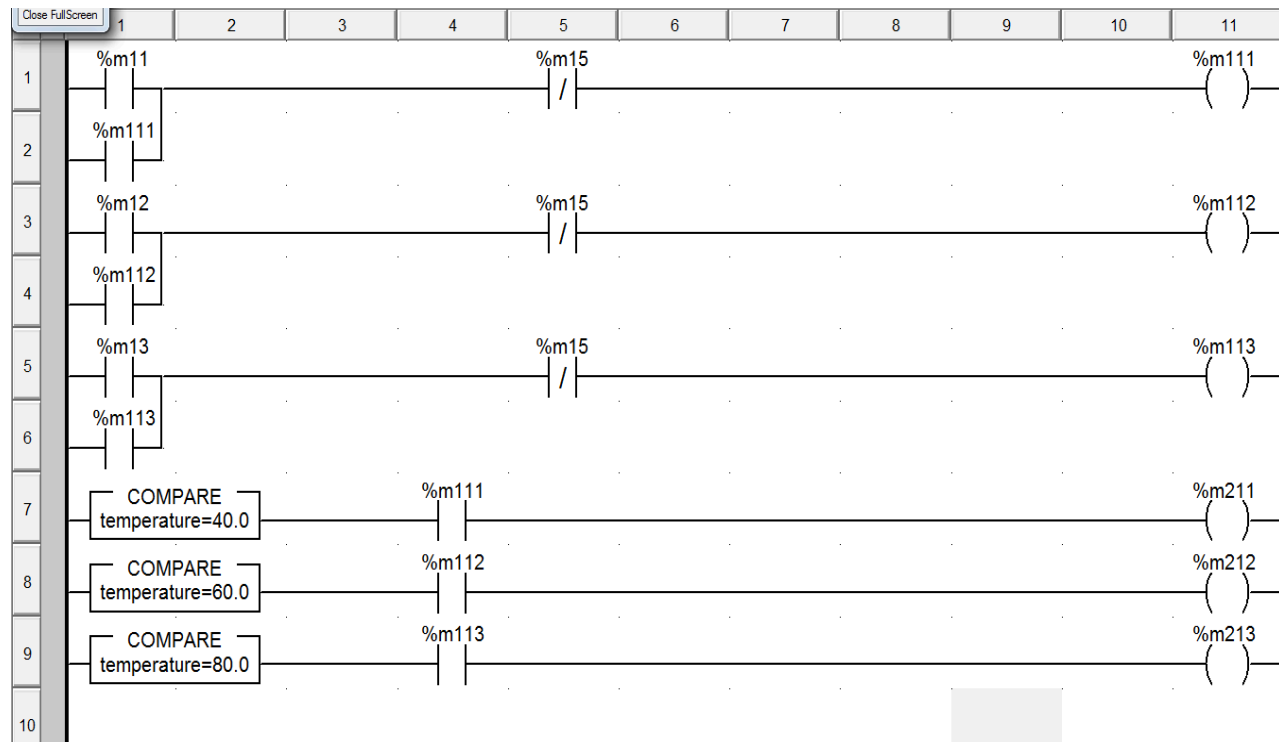 Close FullScreen
1 2 3 4 5 6 7 8 9 10 11
%m11 %m15 %m111
1 /
%m111
2
%m12 %m15 %m112
3 /
%m112
4
%m13 %m15 %m113
5 /
%m113
6
COMPARE %m111 %m211
7 temperature=40.0
COMPARE %m112 %m212
8 temperature=60.0
COMPARE %m113 %m213
9 temperature=80.0
10